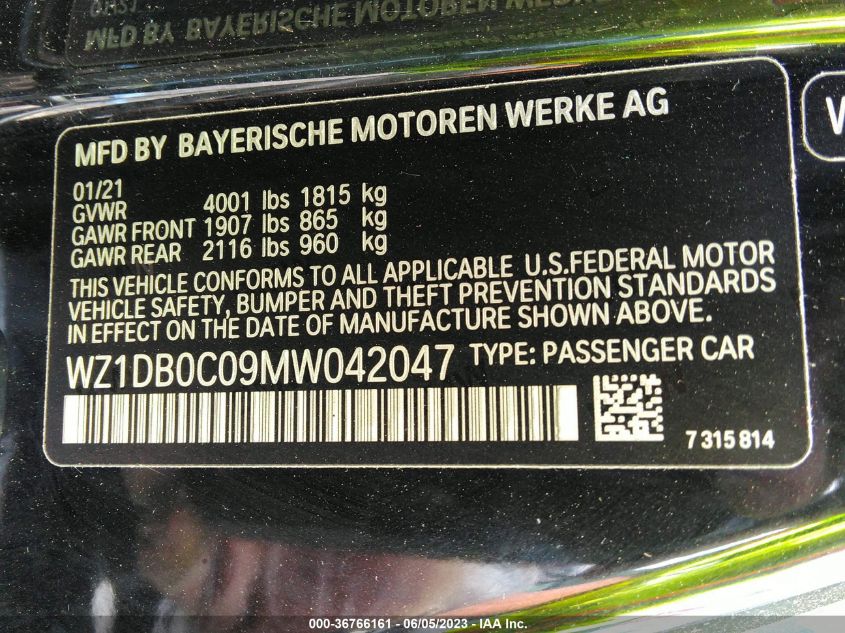 MFD BY BAYERISCHE MOTOREN WERKE AG
01/21
GVWR 4001 lbs 1815 kg
GAWR FRONT 1907 lbs 865 kg
GAWR REAR 2116 lbs 960 kg
THIS VEHICLE CONFORMS TO ALL APPLICABLE U.S.FEDERAL MOTOR
VEHICLE SAFETY, BUMPER AND THEFT PREVENTION STANDARDS
IN EFFECT ON THE DATE OF MANUFACTURE SHOWN ABOVE.
WZ1DB0C09MW042047 TYPE: PASSENGER CAR
7 315 814
000-36766161 - 06/05/2023 - IAA Inc.